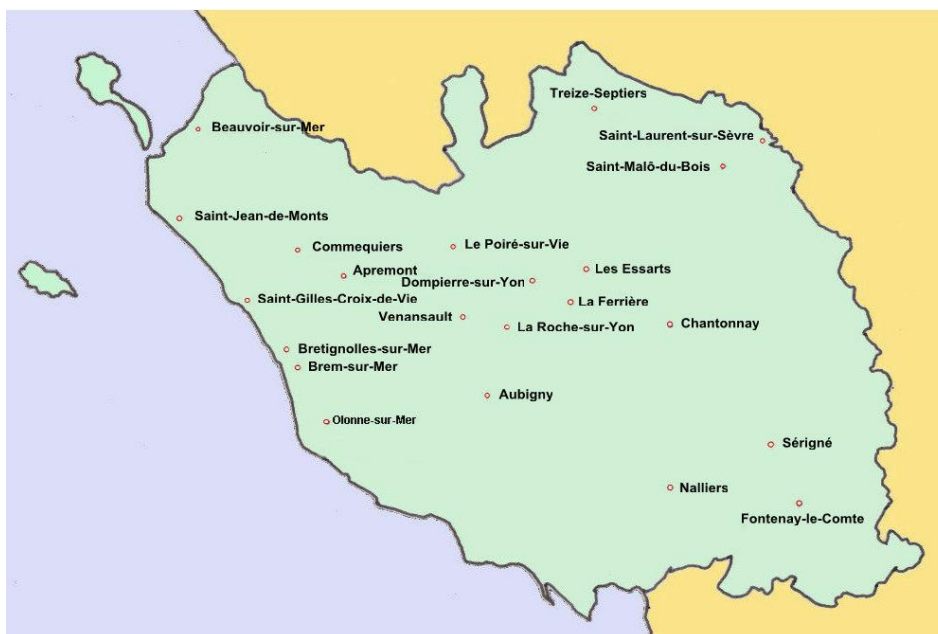 Treize-Septiers
Beauvoir-sur-Mer
Saint-Laurent-sur-Sèvre
Saint-Malô-du-Bois
Saint-Jean-de-Monts
Commequiers
Le Poiré-sur-Vie
Apremont
Les Essarts
Dompierre-sur-Yon
Saint-Gilles-Croix-de-Vie
La Ferrière
Venansault
La Roche-sur-Yon
Chantonnay
Bretignolles-sur-Mer
Brem-sur-Mer
Aubigny
Olonne-sur-Mer
Sérigné
Nalliers
Fontenay-le-Comte